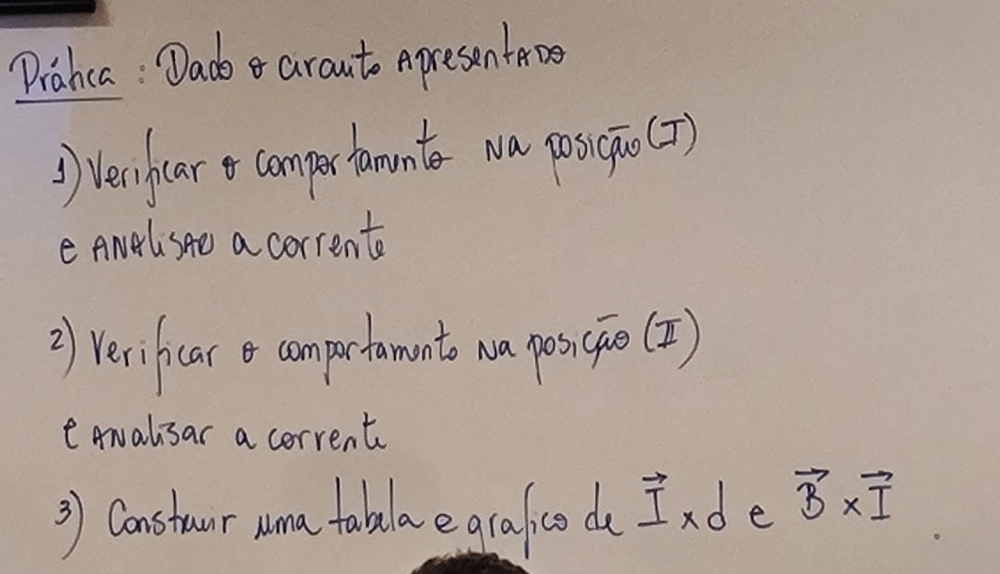 Prática : Dado o circuito Apresentado
1) Verificar o comportamento na posição (I)
e ANALISAR a corrente
2) Verificar o comportamento na posição (II)
e Analisar a corrente
3) Construir uma tabela e grafico de I⃗ x d e B⃗ x I⃗